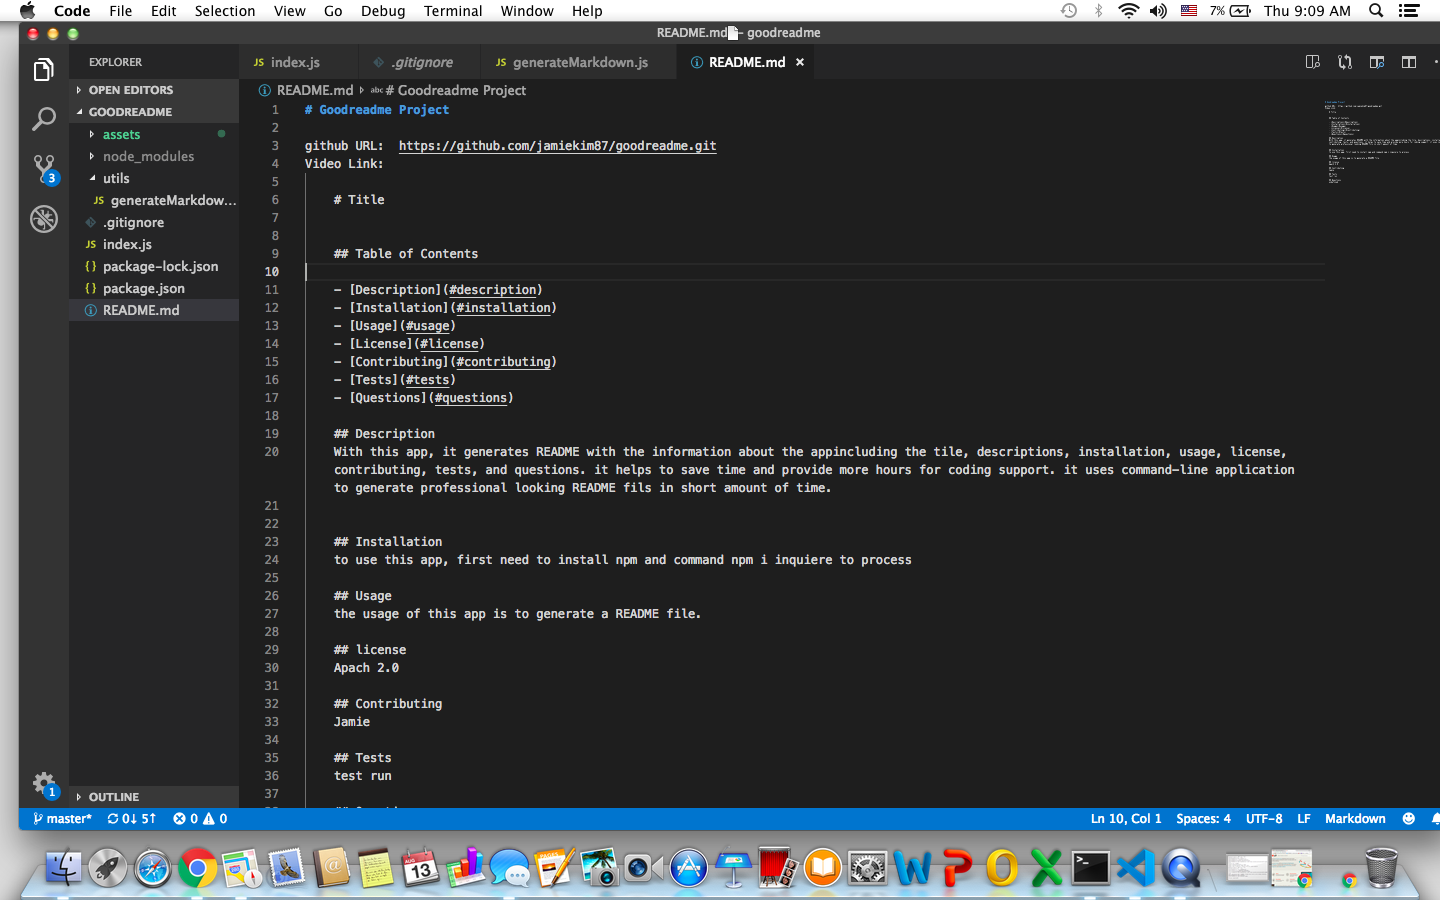 Code File Edit Selection View Go Debug Terminal Window Help 7% Thu 9:09 AM
README.md — goodreadme
EXPLORER
JS index.js
.gitignore
JS generateMarkdown.js
README.md ×
OPEN EDITORS
GOODREADME
assets
node_modules
utils
JS generateMarkdow...
.gitignore
JS index.js
{} package-lock.json
{} package.json
README.md
OUTLINE
3
1
README.md abc # Goodreadme Project
1 # Goodreadme Project
2
3 github URL: https://github.com/jamiekim87/goodreadme.git
4 Video Link:
5
6 # Title
7
8
9 ## Table of Contents
10
11 - [Description](#description)
12 - [Installation](#installation)
13 - [Usage](#usage)
14 - [License](#license)
15 - [Contributing](#contributing)
16 - [Tests](#tests)
17 - [Questions](#questions)
18
19 ## Description
20 With this app, it generates README with the information about the appincluding the tile, descriptions, installation, usage, license,
contributing, tests, and questions. it helps to save time and provide more hours for coding support. it uses command-line application
to generate professional looking README fils in short amount of time.
21
22
23 ## Installation
24 to use this app, first need to install npm and command npm i inquiere to process
25
26 ## Usage
27 the usage of this app is to generate a README file.
28
29 ## license
30 Apach 2.0
31
32 ## Contributing
33 Jamie
34
35 ## Tests
36 test run
37
master* 0↓ 5↑ 0 0 Ln 10, Col 1 Spaces: 4 UTF-8 LF Markdown
AUG
13
PAGES
W P O X